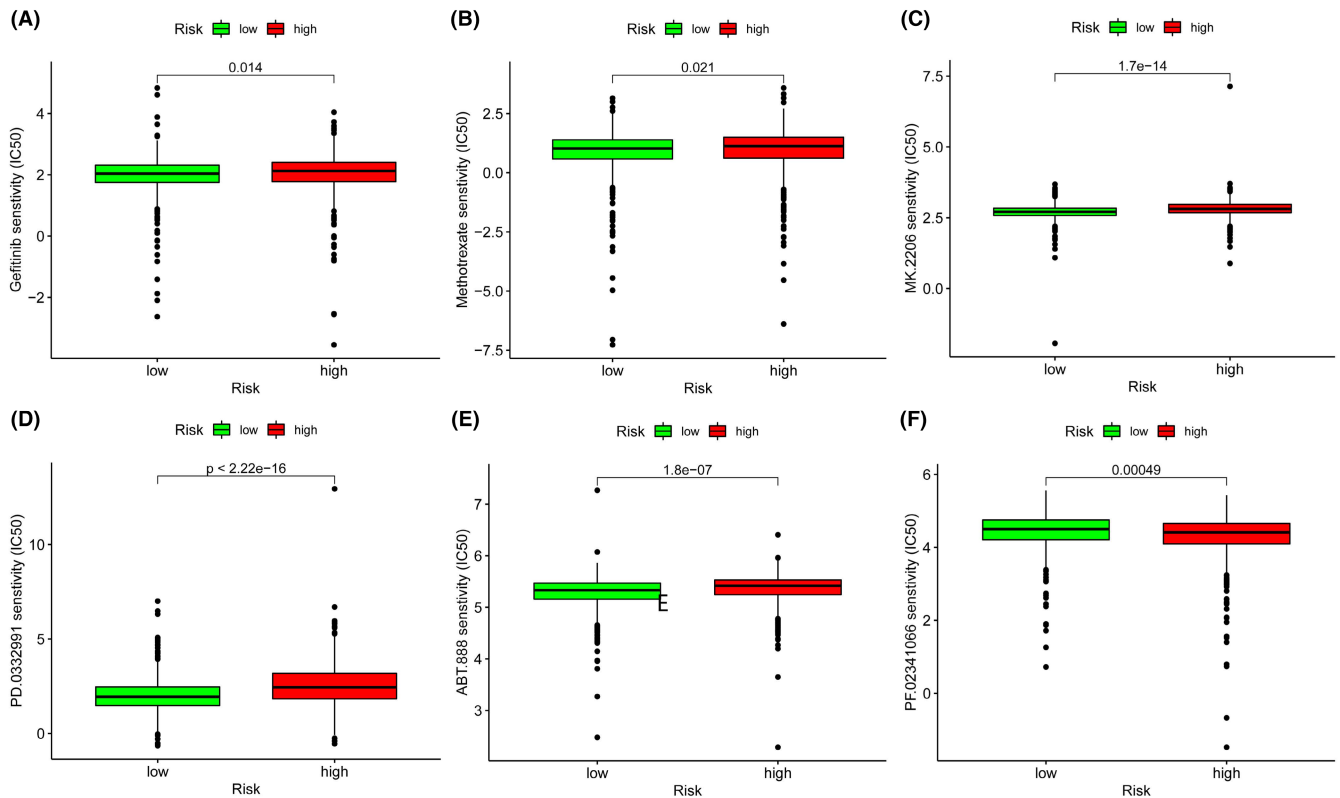 (A)
Risk low high
0.014
Gefitinib senstivity (IC50)
4
2
0
−2
low high
Risk
(B)
Risk low high
0.021
Methotrexate senstivity (IC50)
2.5
0.0
−2.5
−5.0
−7.5
low high
Risk
(C)
Risk low high
1.7e−14
MK.2206 senstivity (IC50)
7.5
5.0
2.5
0.0
low high
Risk
(D)
Risk low high
p < 2.22e−16
PD.0332991 senstivity (IC50)
10
5
0
low high
Risk
(E)
Risk low high
1.8e−07
ABT.888 senstivity (IC50)
7
6
5
4
3
E
low high
Risk
(F)
Risk low high
0.00049
PF.02341066 senstivity (IC50)
6
4
2
0
low high
Risk